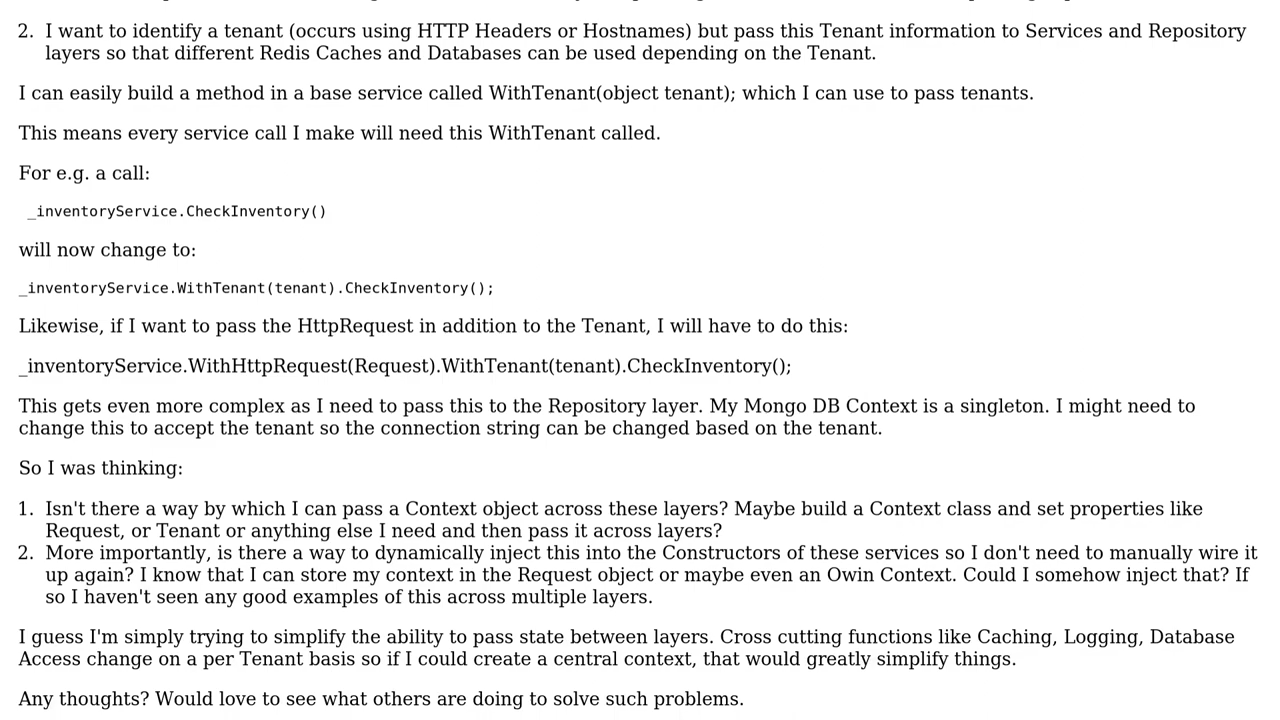 2. I want to identify a tenant (occurs using HTTP Headers or Hostnames) but pass this Tenant information to Services and Repository
layers so that different Redis Caches and Databases can be used depending on the Tenant.
I can easily build a method in a base service called WithTenant(object tenant); which I can use to pass tenants.
This means every service call I make will need this WithTenant called.
For e.g. a call:
_inventoryService.CheckInventory()
will now change to:
_inventoryService.WithTenant(tenant).CheckInventory();
Likewise, if I want to pass the HttpRequest in addition to the Tenant, I will have to do this:
_inventoryService.WithHttpRequest(Request).WithTenant(tenant).CheckInventory();
This gets even more complex as I need to pass this to the Repository layer. My Mongo DB Context is a singleton. I might need to
change this to accept the tenant so the connection string can be changed based on the tenant.
So I was thinking:
1. Isn't there a way by which I can pass a Context object across these layers? Maybe build a Context class and set properties like
Request, or Tenant or anything else I need and then pass it across layers?
2. More importantly, is there a way to dynamically inject this into the Constructors of these services so I don't need to manually wire it
up again? I know that I can store my context in the Request object or maybe even an Owin Context. Could I somehow inject that? If
so I haven't seen any good examples of this across multiple layers.
I guess I'm simply trying to simplify the ability to pass state between layers. Cross cutting functions like Caching, Logging, Database
Access change on a per Tenant basis so if I could create a central context, that would greatly simplify things.
Any thoughts? Would love to see what others are doing to solve such problems.